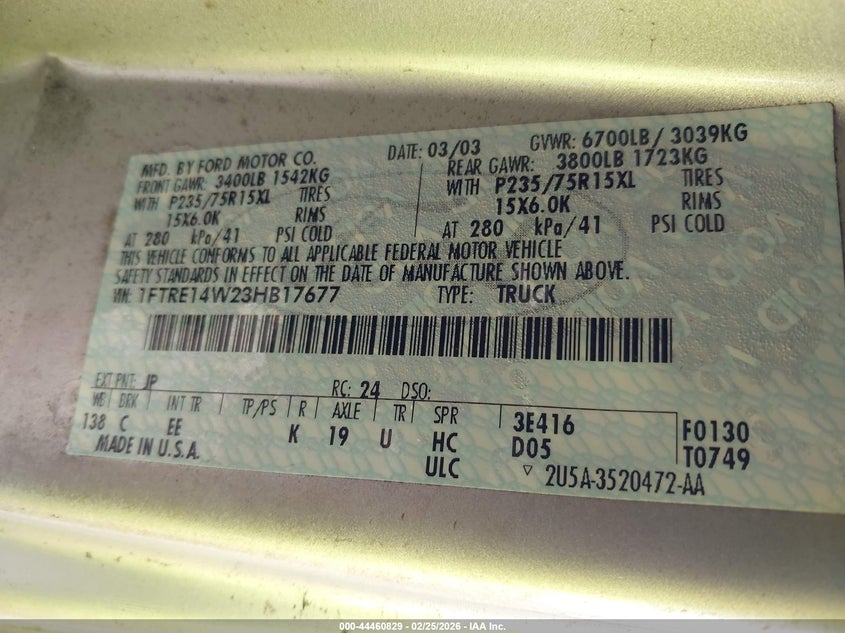 MFD. BY FORD MOTOR CO. DATE: 03/03 GVWR: 6700LB/ 3039KG
FRONT GAWR: 3400LB 1542KG REAR GAWR: 3800LB 1723KG
WITH P235/75R15XL TIRES WITH P235/75R15XL TIRES
15X6.0K RIMS 15X6.0K RIMS
AT 280 kPa/41 PSI COLD AT 280 kPa/41 PSI COLD
THIS VEHICLE CONFORMS TO ALL APPLICABLE FEDERAL MOTOR VEHICLE
SAFETY STANDARDS IN EFFECT ON THE DATE OF MANUFACTURE SHOWN ABOVE.
VIN: 1FTRE14W23HB17677 TYPE: TRUCK
EXT PNT: JP RC: 24 DSO:
WB BRK INT TR TP/PS R AXLE TR SPR 3E416 F0130
138 C EE K 19 U HC D05 T0749
MADE IN U.S.A. ULC ▽ 2U5A-3520472-AA
000-44460829 - 02/25/2026 - IAA Inc.